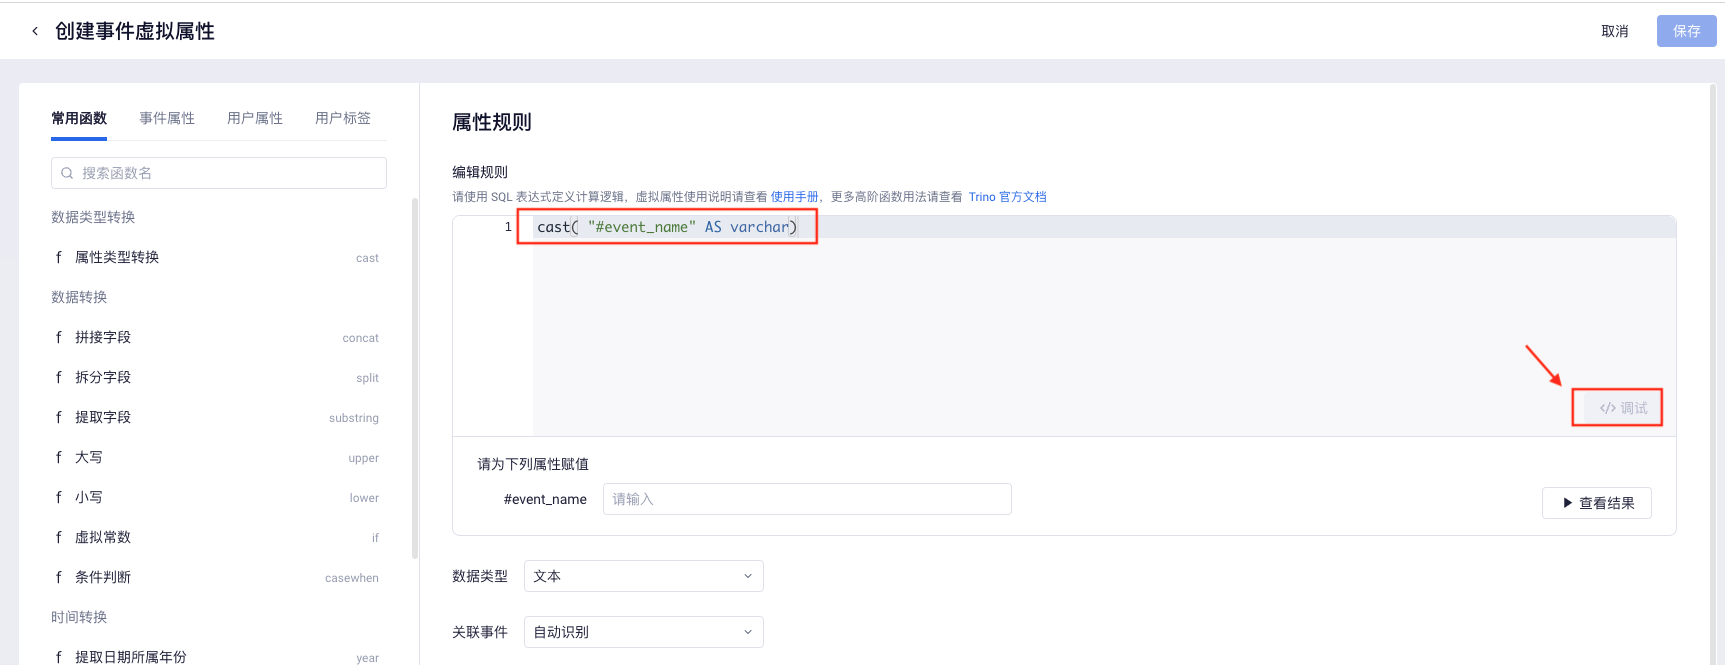 创建事件虚拟属性
取消
保存
常用函数 事件属性 用户属性 用户标签
搜索函数名
数据类型转换
f 属性类型转换 cast
数据转换
f 拼接字段 concat
f 拆分字段 split
f 提取字段 substring
f 大写 upper
f 小写 lower
f 虚拟常数 if
f 条件判断 casewhen
时间转换
f 提取日期所属年份 year
属性规则
编辑规则
请使用 SQL 表达式定义计算逻辑，虚拟属性使用说明请查看 使用手册，更多高阶函数用法请查看 Trino 官方文档
1 cast( "#event_name" AS varchar)
</> 调试
请为下列属性赋值
#event_name 请输入
查看结果
数据类型 文本
关联事件 自动识别